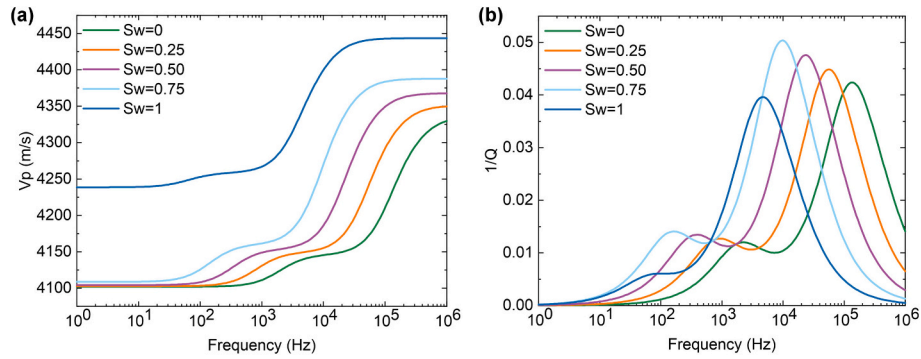 (a)
Sw=0
Sw=0.25
Sw=0.50
Sw=0.75
Sw=1
4450
4400
4350
4300
4250
4200
4150
4100
Vp (m/s)
10^0 10^1 10^2 10^3 10^4 10^5 10^6
Frequency (Hz)
(b)
Sw=0
Sw=0.25
Sw=0.50
Sw=0.75
Sw=1
0.05
0.04
0.03
0.02
0.01
0.00
1/Q
10^0 10^1 10^2 10^3 10^4 10^5 10^6
Frequency (Hz)